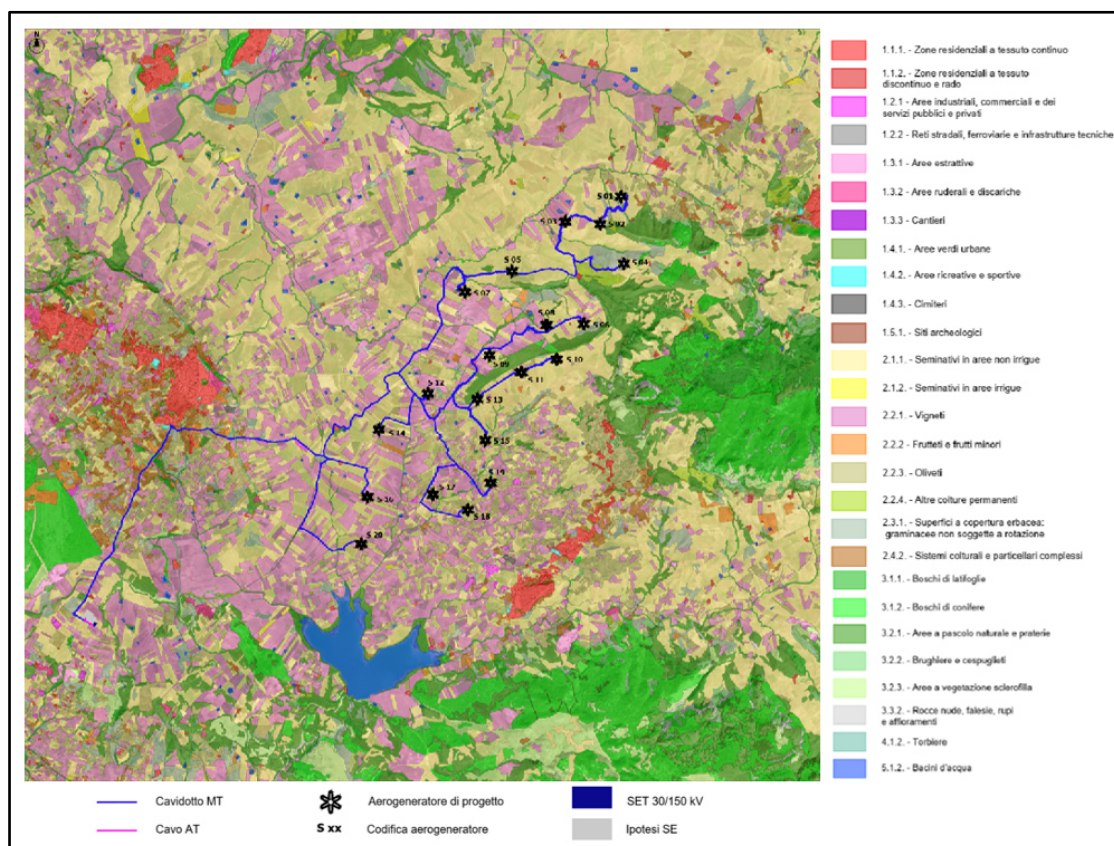 N
S 01
S 03
S 02
S 04
S 05
S 07
S 08
S 06
S 09
S 10
S 11
S 12
S 13
S 14
S 15
S 19
S 17
S 16
S 18
S 20
1.1.1. - Zone residenziali a tessuto continuo
1.1.2. - Zone residenziali a tessuto
discontinuo e rado
1.2.1 - Aree industriali, commerciali e dei
servizi pubblici e privati
1.2.2 - Reti stradali, ferroviarie e infrastrutture tecniche
1.3.1 - Aree estrattive
1.3.2 - Aree ruderali e discariche
1.3.3 - Cantieri
1.4.1. - Aree verdi urbane
1.4.2. - Aree ricreative e sportive
1.4.3. - Cimiteri
1.5.1. - Siti archeologici
2.1.1. - Seminativi in aree non irrigue
2.1.2. - Seminativi in aree irrigue
2.2.1. - Vigneti
2.2.2 - Frutteti e frutti minori
2.2.3. - Oliveti
2.2.4. - Altre colture permanenti
2.3.1. - Superfici a copertura erbacea:
graminacee non soggette a rotazione
2.4.2. - Sistemi colturali e particellari complessi
3.1.1. - Boschi di latifoglie
3.1.2. - Boschi di conifere
3.2.1. - Aree a pascolo naturale e praterie
3.2.2. - Brughiere e cespuglieti
3.2.3. - Aree a vegetazione sclerofilla
3.3.2. - Rocce nude, falesie, rupi
e affioramenti
4.1.2. - Torbiere
5.1.2. - Bacini d'acqua
Cavidotto MT
Aerogeneratore di progetto
SET 30/150 kV
Cavo AT
S xx
Codifica aerogeneratore
Ipotesi SE